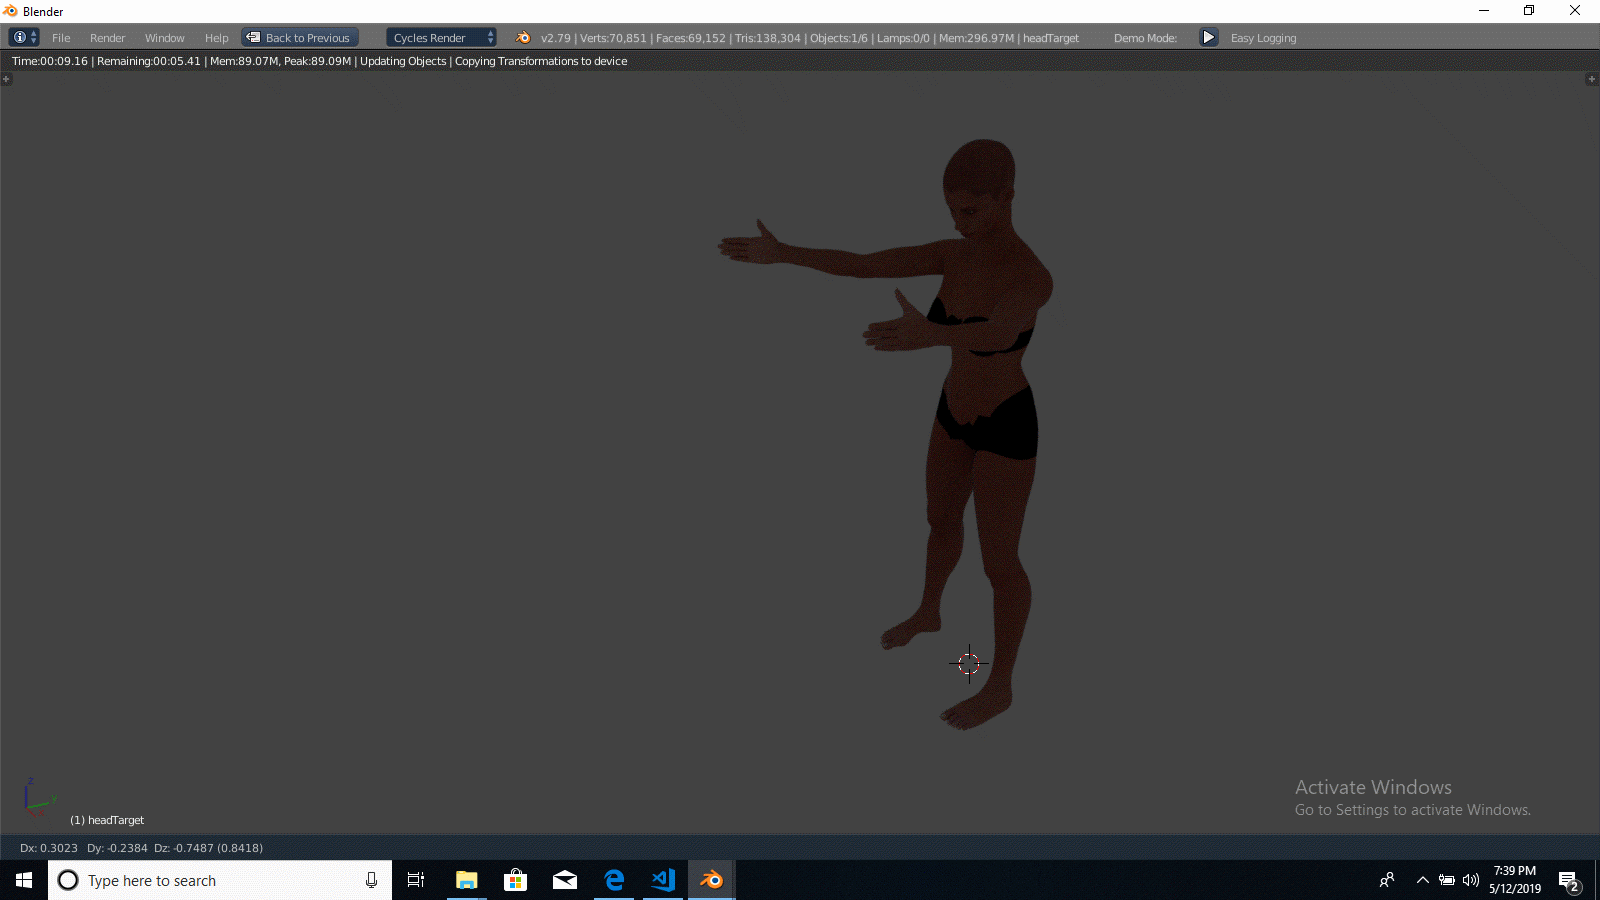 Blender
File Render Window Help Back to Previous Cycles Render v2.79 | Verts:70,851 | Faces:69,152 | Tris:138,304 | Objects:1/6 | Lamps:0/0 | Mem:296.97M | headTarget Demo Mode: Easy Logging
Time:00:09.16 | Remaining:00:05.41 | Mem:89.07M, Peak:89.09M | Updating Objects | Copying Transformations to device
z
y
x
(1) headTarget
Activate Windows
Go to Settings to activate Windows.
Dx: 0.3023 Dy: -0.2384 Dz: -0.7487 (0.8418)
Type here to search
7:39 PM
5/12/2019
2